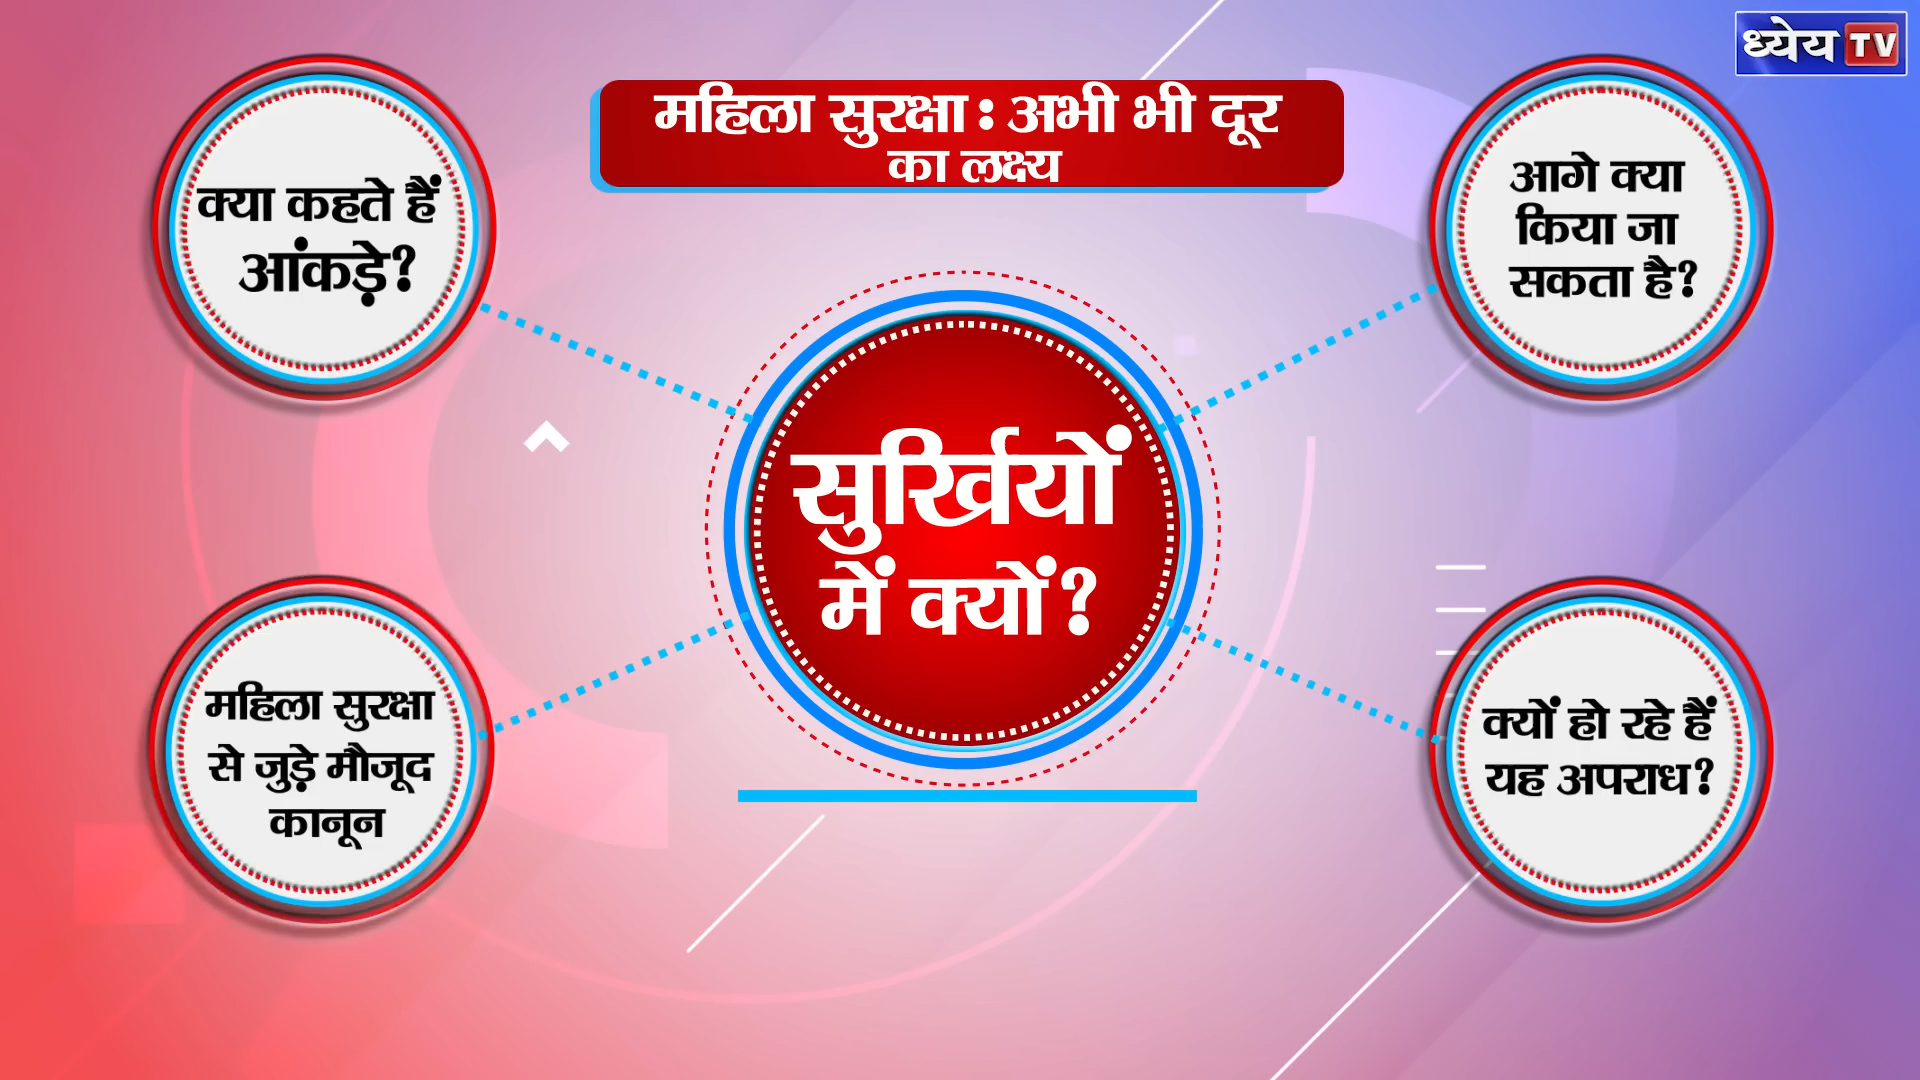 ध्येय TV
महिला सुरक्षा : अभी भी दूर
का लक्ष्य
क्या कहते हैं
आंकड़े?
आगे क्या
किया जा
सकता है?
सुर्खियों
में क्यों?
महिला सुरक्षा
से जुड़े मौजूद
कानून
क्यों हो रहे हैं
यह अपराध?